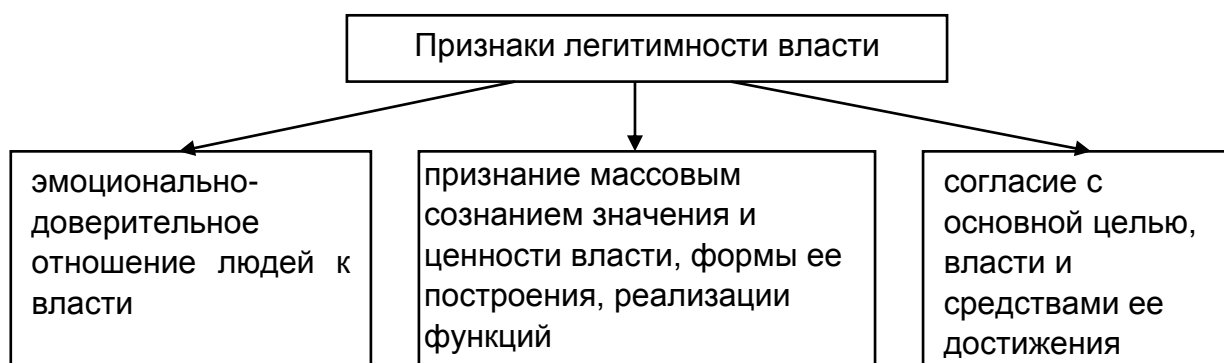 Признаки легитимности власти
эмоционально-
доверительное
отношение людей к
власти
признание массовым
сознанием значения и
ценности власти, формы ее
построения, реализации
функций
согласие с
основной целью,
власти и
средствами ее
достижения